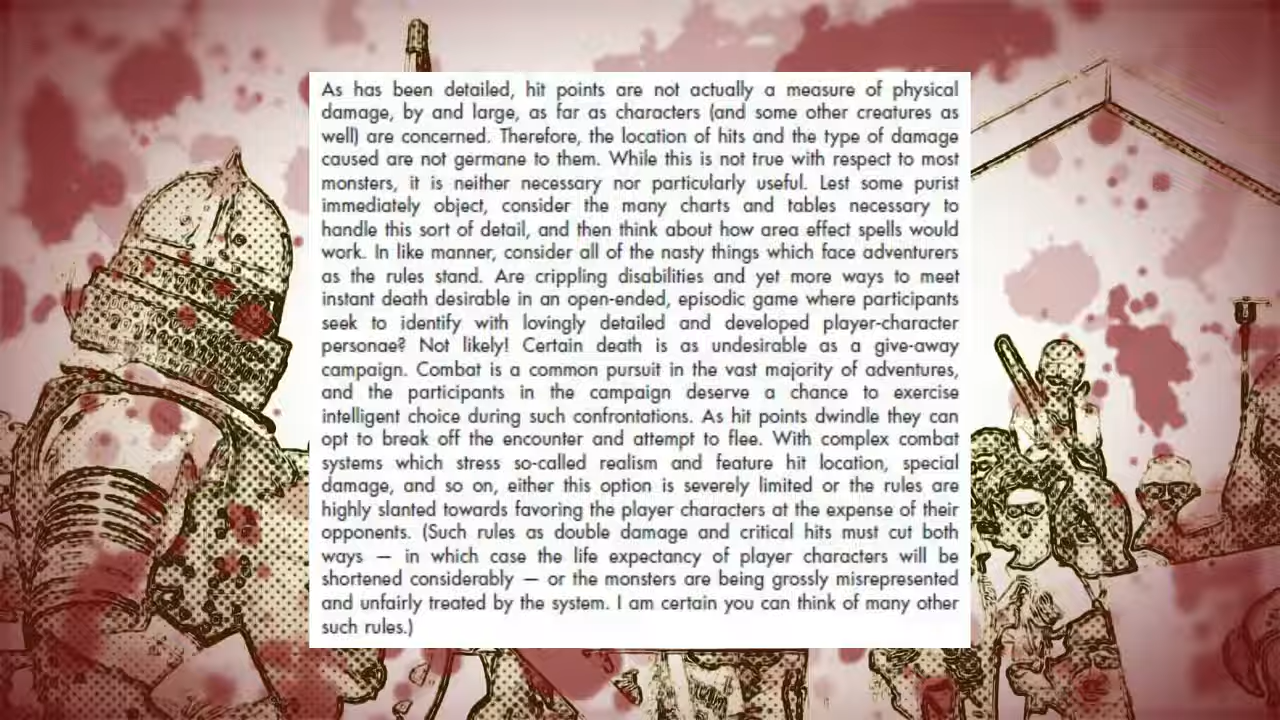 As has been detailed, hit points are not actually a measure of physical
damage, by and large, as far as characters (and some other creatures as
well) are concerned. Therefore, the location of hits and the type of damage
caused are not germane to them. While this is not true with respect to most
monsters, it is neither necessary nor particularly useful. Lest some purist
immediately object, consider the many charts and tables necessary to
handle this sort of detail, and then think about how area effect spells would
work. In like manner, consider all of the nasty things which face adventurers
as the rules stand. Are crippling disabilities and yet more ways to meet
instant death desirable in an open-ended, episodic game where participants
seek to identify with lovingly detailed and developed player-character
personae? Not likely! Certain death is as undesirable as a give-away
campaign. Combat is a common pursuit in the vast majority of adventures,
and the participants in the campaign deserve a chance to exercise
intelligent choice during such confrontations. As hit points dwindle they can
opt to break off the encounter and attempt to flee. With complex combat
systems which stress so-called realism and feature hit location, special
damage, and so on, either this option is severely limited or the rules are
highly slanted towards favoring the player characters at the expense of their
opponents. (Such rules as double damage and critical hits must cut both
ways — in which case the life expectancy of player characters will be
shortened considerably — or the monsters are being grossly misrepresented
and unfairly treated by the system. I am certain you can think of many other
such rules.)